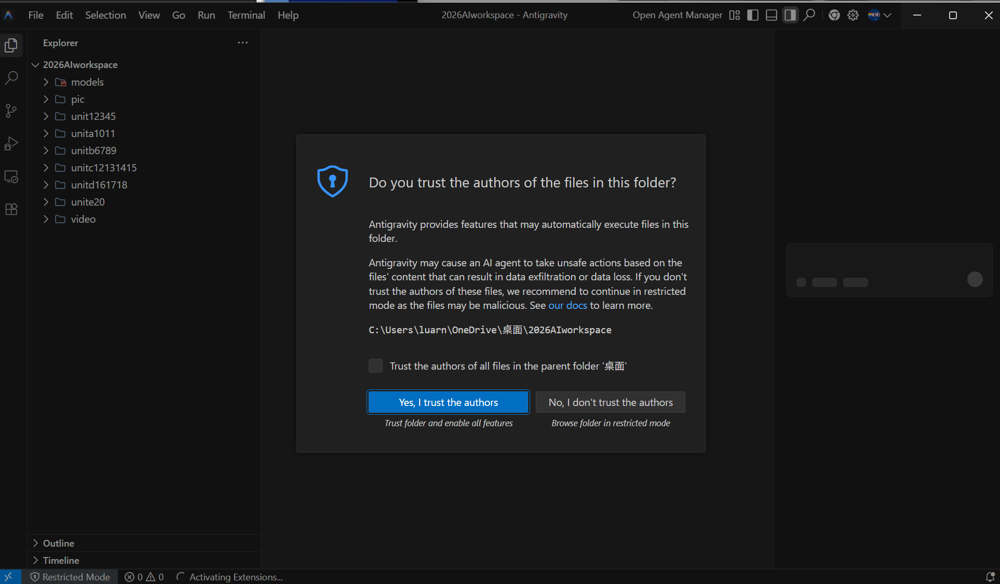 File Edit Selection View Go Run Terminal Help
2026AIworkspace - Antigravity
Open Agent Manager
Explorer
2026AIworkspace
models
pic
unit12345
unita1011
unitb6789
unitc12131415
unitd161718
unite20
video
Do you trust the authors of the files in this folder?
Antigravity provides features that may automatically execute files in this
folder.
Antigravity may cause an AI agent to take unsafe actions based on the
files' content that can result in data exfiltration or data loss. If you don't
trust the authors of these files, we recommend to continue in restricted
mode as the files may be malicious. See our docs to learn more.
C:\Users\luarn\OneDrive\桌面\2026AIworkspace
Trust the authors of all files in the parent folder '桌面'
Yes, I trust the authors
No, I don't trust the authors
Trust folder and enable all features
Browse folder in restricted mode
Outline
Timeline
Restricted Mode 0 0 Activating Extensions...